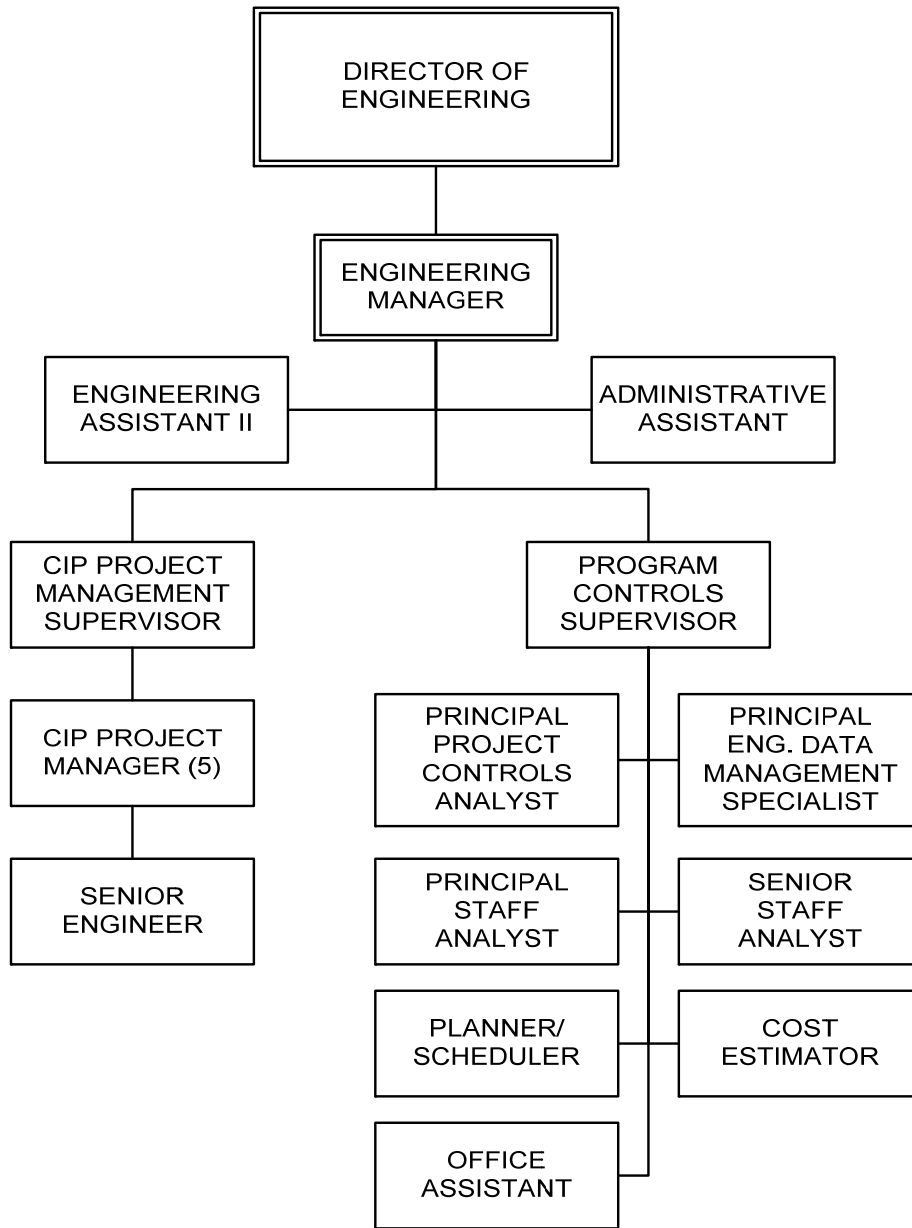 DIRECTOR OF
ENGINEERING
ENGINEERING
MANAGER
ENGINEERING
ASSISTANT II
ADMINISTRATIVE
ASSISTANT
CIP PROJECT
MANAGEMENT
SUPERVISOR
PROGRAM
CONTROLS
SUPERVISOR
CIP PROJECT
MANAGER (5)
SENIOR
ENGINEER
PRINCIPAL
PROJECT
CONTROLS
ANALYST
PRINCIPAL
ENG. DATA
MANAGEMENT
SPECIALIST
PRINCIPAL
STAFF
ANALYST
SENIOR
STAFF
ANALYST
PLANNER/
SCHEDULER
COST
ESTIMATOR
OFFICE
ASSISTANT